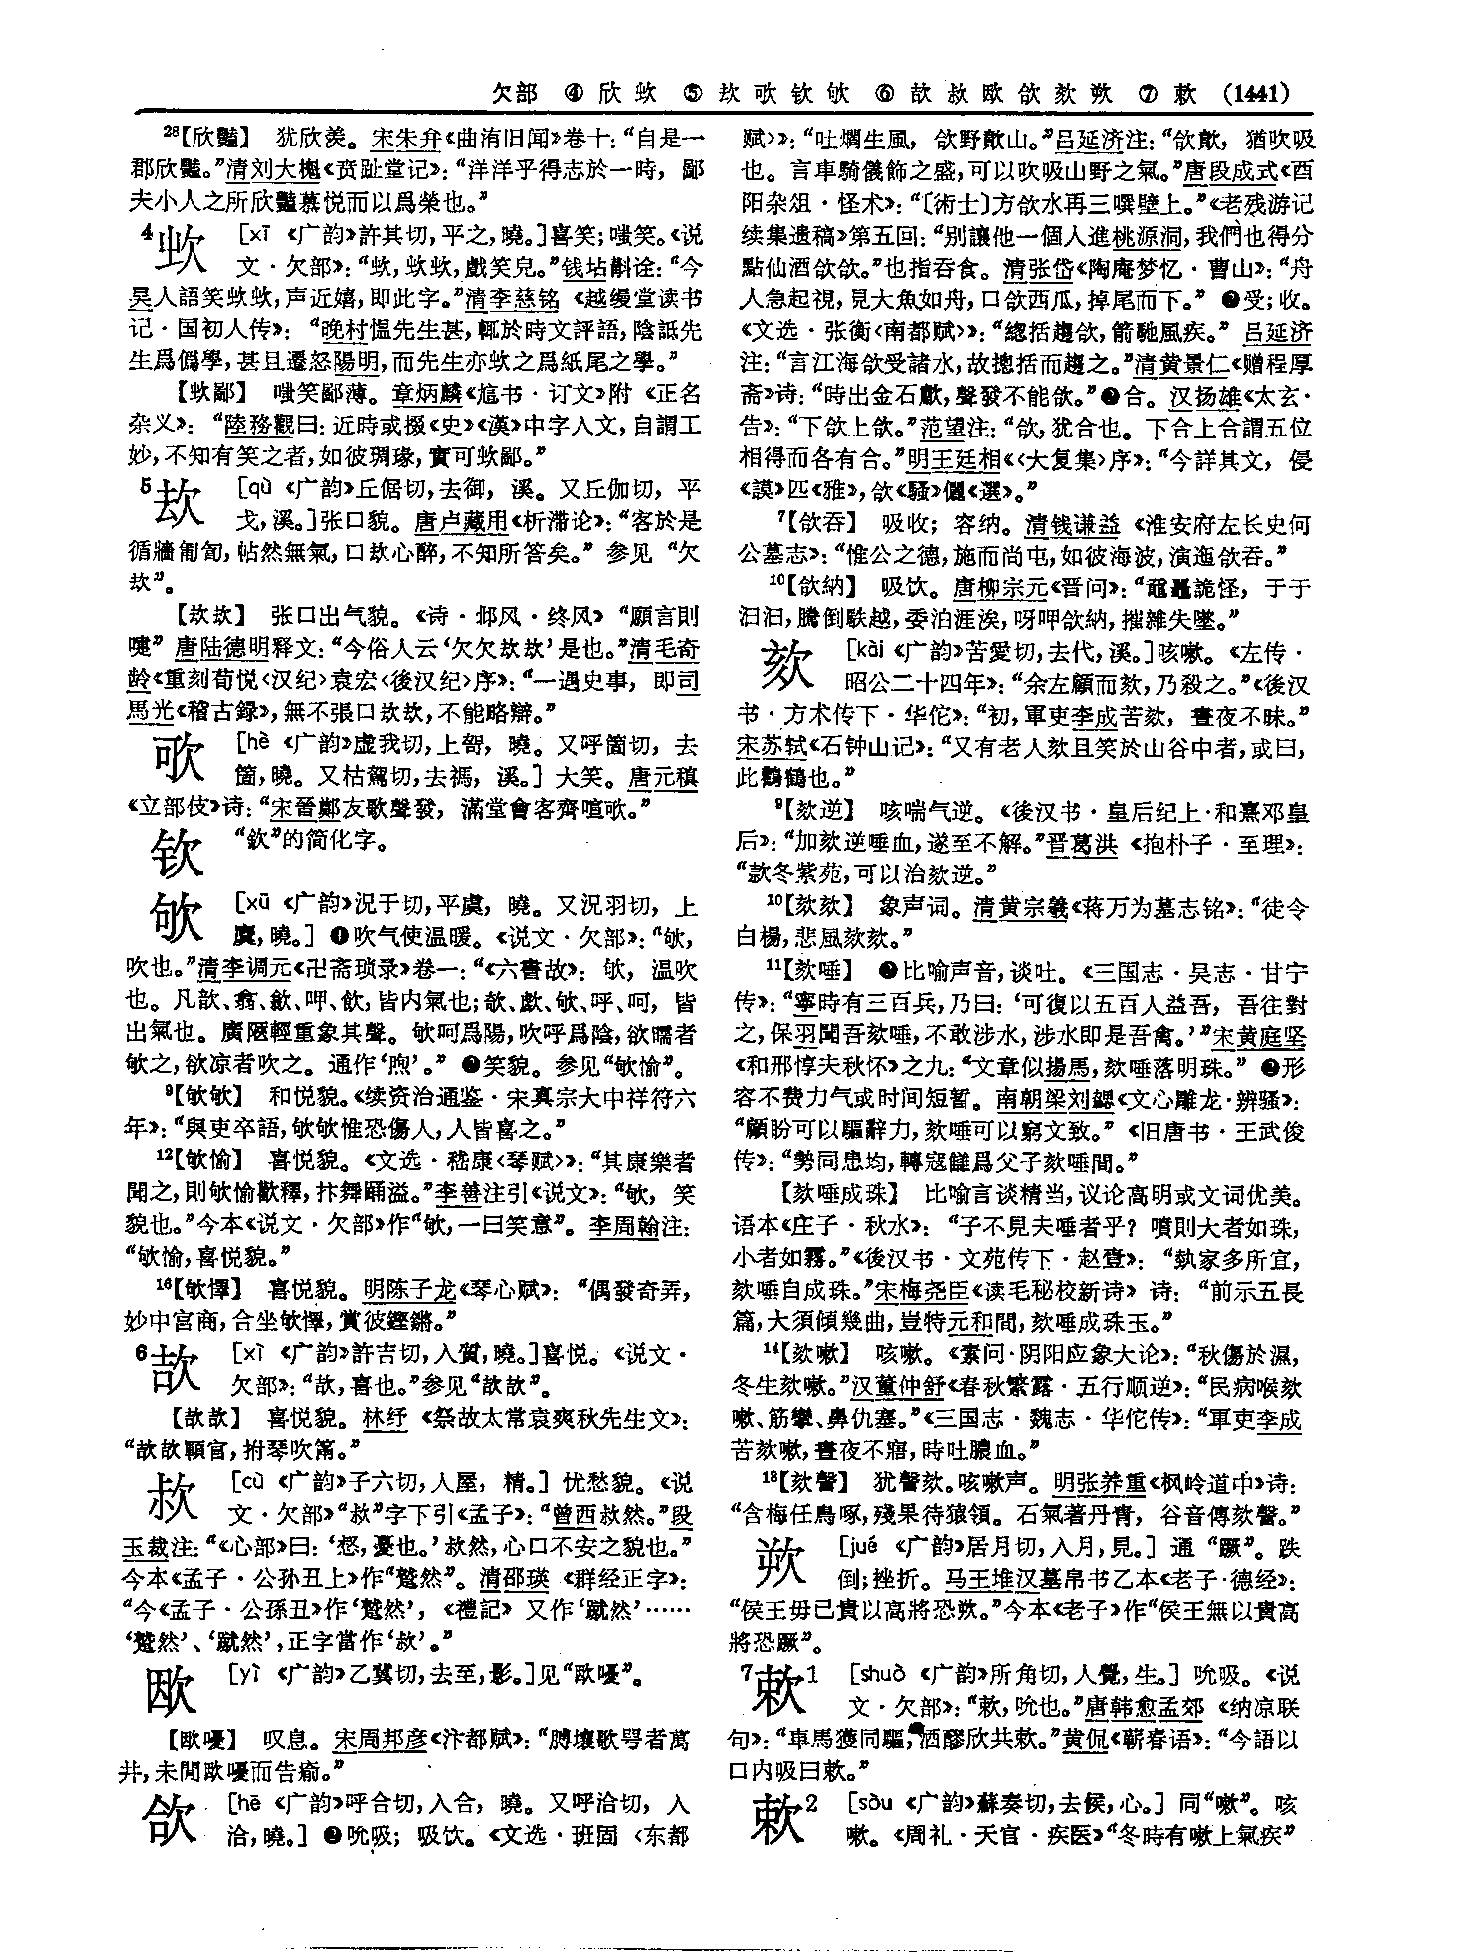 欠部 ④欣 㰞 ⑤㰦 㰤 钦 欨 ⑥㰻 㰗 㰳 欱 欬 欮 ⑦欶 (1441)
²⁸【欣豔】 犹欣羡。宋朱弁《曲洧旧闻》卷十：“自是一
郡欣豔。”清刘大櫆《贲趾堂记》：“洋洋乎得志於一時，鄙
夫小人之所欣豔慕悦而以爲榮也。”
[xī 《广韵》許其切，平之，曉。]喜笑；嗤笑。《说
文·欠部》：“㰞，㰞㰞，戲笑皃。”钱坫斠诠：“今
吴人語笑㰞㰞，声近嬉，即此字。”清李慈铭《越缦堂读书
记·国初人传》：“晚村愠先生甚，輒於時文評語，陰詆先
生爲僞學，甚且遷怒陽明，而先生亦㰞之爲紙尾之學。”
【㰞鄙】 嗤笑鄙薄。章炳麟《訄书·订文》附《正名
杂义》：“陸務觀曰：近時或掇《史》《漢》中字入文，自謂工
妙，不知有笑之者，如彼琱瑑，實可㰞鄙。”
[qù 《广韵》丘倨切，去御，溪。又丘伽切，平
戈，溪。]张口貌。唐卢藏用《析滞论》：“客於是
循牆匍匐，帖然無氣，口㰦心醉，不知所答矣。”参见“欠
㰦”。
【㰦㰦】 张口出气貌。《诗·邶风·终风》“願言則
嚏”唐陆德明释文：“今俗人云‘欠欠㰦㰦’是也。”清毛奇
龄《重刻荀悦〈汉纪〉袁宏〈後汉纪〉序》：“一遇史事，即司
馬光《稽古録》，無不張口㰦㰦，不能略辯。”
[hè 《广韵》虚我切，上哿，曉。又呼箇切，去
箇，曉。又枯駕切，去禡，溪。]大笑。唐元稹
《立部伎》诗：“宋晉鄭友歌聲發，滿堂會客齊喧㰤。”
钦 “欽”的简化字。
欨 [xū 《广韵》況于切，平虞，曉。又況羽切，上
麌，曉。]❶吹气使温暖。《说文·欠部》：“欨，
吹也。”清李调元《卍斋琐录》卷一：“《六書故》：欨，温吹
也。凡歆、翕、歙、呷、飲，皆内氣也；欹、歔、欨、呼、呵，皆
出氣也。廣陿輕重象其聲。欨呵爲陽，吹呼爲陰，欲暍者
欨之，欲凉者吹之。通作‘煦’。”❷笑貌。参见“欨愉”。
⁹【欨欨】 和悦貌。《续资治通鉴·宋真宗大中祥符六
年》：“與吏卒語，欨欨惟恐傷人，人皆喜之。”
¹²【欨愉】 喜悦貌。《文选·嵇康〈琴赋〉》：“其康樂者
聞之，則欨愉歡釋，抃舞踊溢。”李善注引《说文》：“欨，笑
貌也。”今本《说文·欠部》作“欨，一曰笑意”。李周翰注：
“欨愉，喜悦貌。”
¹⁶【欨懌】 喜悦貌。明陈子龙《琴心赋》：“偶發奇弄，
妙中宫商，合坐欨懌，賞彼鏗鏘。”
[xì 《广韵》許吉切，入質，曉。]喜悦。《说文·
欠部》：“㰻，喜也。”参见“㰻㰻”。
【㰻㰻】 喜悦貌。林纾《祭故太常袁爽秋先生文》：
“㰻㰻顥官，拊琴吹籥。”
[cù 《广韵》子六切，入屋，精。]忧愁貌。《说
文·欠部》“㰗”字下引《孟子》：“曾西㰗然。”段
玉裁注：“《心部》曰：‘惄，憂也。’㰗然，心口不安之貌也。”
今本《孟子·公孙丑上》作“蹵然”。清邵瑛《群经正字》：
“今《孟子·公孫丑》作‘蹵然’，《禮記》又作‘蹴然’……
‘蹵然’、‘蹴然’，正字當作‘㰗’。”
[yì 《广韵》乙冀切，去至，影。]见“㰳嚘”。
【㰳嚘】 叹息。宋周邦彦《汴都赋》：“膊壤歌咢者萬
井，未聞㰳嚘而告瘉。”
欱 [hē 《广韵》呼合切，入合，曉。又呼洽切，入
洽，曉。]❶吮吸；吸饮。《文选·班固〈东都
赋〉》：“吐爓生風，欱野歕山。”吕延济注：“欱歕，猶吹吸
也。言車騎儀飾之盛，可以吹吸山野之氣。”唐段成式《酉
阳杂俎·怪术》：“〔術士〕方欱水再三噀壁上。”《老残游记
续集遗稿》第五回：“别讓他一個人進桃源洞，我們也得分
點仙酒欱欱。”也指吞食。清张岱《陶庵梦忆·曹山》：“舟
人急起視，見大魚如舟，口欱西瓜，掉尾而下。”❷受；收。
《文选·张衡〈南都赋〉》：“總括趨欱，箭馳風疾。”吕延济
注：“言江海欱受諸水，故總括而趨之。”清黄景仁《赠程厚
斋》诗：“時出金石歔，聲發不能欱。”❸合。汉扬雄《太玄·
告》：“下欱上欱。”范望注：“欱，犹合也。下合上合謂五位
相得而各有合。”明王廷相《〈大复集〉序》：“今詳其文，侵
《謨》匹《雅》，欱《騷》儷《選》。”
⁷【欱吞】 吸收；容纳。清钱谦益《淮安府左长史何
公墓志》：“惟公之德，施而尚屯，如彼海波，演迤欱吞。”
¹⁰【欱納】 吸饮。唐柳宗元《晋问》：“黿鼉詭怪，于于
汩汩，騰倒駃越，委泊涯涘，呀呷欱納，摧雜失墜。”
欬 [kài 《广韵》苦愛切，去代，溪。]咳嗽。《左传·
昭公二十四年》：“余左顧而欬，乃殺之。”《後汉
书·方术传下·华佗》：“初，軍吏李成苦欬，晝夜不昧。”
宋苏轼《石钟山记》：“又有老人欬且笑於山谷中者，或曰，
此鸛鶴也。”
⁹【欬逆】 咳喘气逆。《後汉书·皇后纪上·和熹邓皇
后》：“加欬逆唾血，遂至不解。”晋葛洪《抱朴子·至理》：
“款冬紫苑，可以治欬逆。”
¹⁰【欬欬】 象声词。清黄宗羲《蒋万为墓志铭》：“徒令
白楊，悲風欬欬。”
¹¹【欬唾】 ❶比喻声音，谈吐。《三国志·吴志·甘宁
传》：“寧時有三百兵，乃曰：‘可復以五百人益吾，吾往對
之，保羽聞吾欬唾，不敢涉水，涉水即是吾禽。’”宋黄庭坚
《和邢惇夫秋怀》之九：“文章似揚馬，欬唾落明珠。”❷形
容不费力气或时间短暂。南朝梁刘勰《文心雕龙·辨骚》：
“顧盼可以驅辭力，欬唾可以窮文致。”《旧唐书·王武俊
传》：“勢同患均，轉寇讎爲父子欬唾間。”
【欬唾成珠】 比喻言谈精当，议论高明或文词优美。
语本《庄子·秋水》：“子不見夫唾者乎？噴則大者如珠，
小者如霧。”《後汉书·文苑传下·赵壹》：“埶家多所宜，
欬唾自成珠。”宋梅尧臣《读毛秘校新诗》诗：“前示五長
篇，大須傾幾曲，豈特元和間，欬唾成珠玉。”
¹⁴【欬嗽】 咳嗽。《素问·阴阳应象大论》：“秋傷於濕，
冬生欬嗽。”汉董仲舒《春秋繁露·五行顺逆》：“民病喉欬
嗽、筋攣、鼻仇塞。”《三国志·魏志·华佗传》：“軍吏李成
苦欬嗽，晝夜不寤，時吐膿血。”
¹⁸【欬謦】 犹謦欬。咳嗽声。明张养重《枫岭道中》诗：
“含梅任鳥啄，殘果待猿領。石氣著丹青，谷音傳欬謦。”
欮 [jué 《广韵》居月切，入月，見。]通“蹶”。跌
倒；挫折。马王堆汉墓帛书乙本《老子·德经》：
“侯王毋已貴以高將恐欮。”今本《老子》作“侯王無以貴高
將恐蹶”。
⁷欶¹ [shuò 《广韵》所角切，入覺，生。]吮吸。《说
文·欠部》：“欶，吮也。”唐韩愈孟郊《纳凉联
句》：“車馬獲同驅，酒醪欣共欶。”黄侃《蕲春语》：“今語以
口内吸曰欶。”
欶² [sòu 《广韵》蘇奏切，去候，心。]同“嗽”。咳
嗽。《周礼·天官·疾医》“冬時有嗽上氣疾”